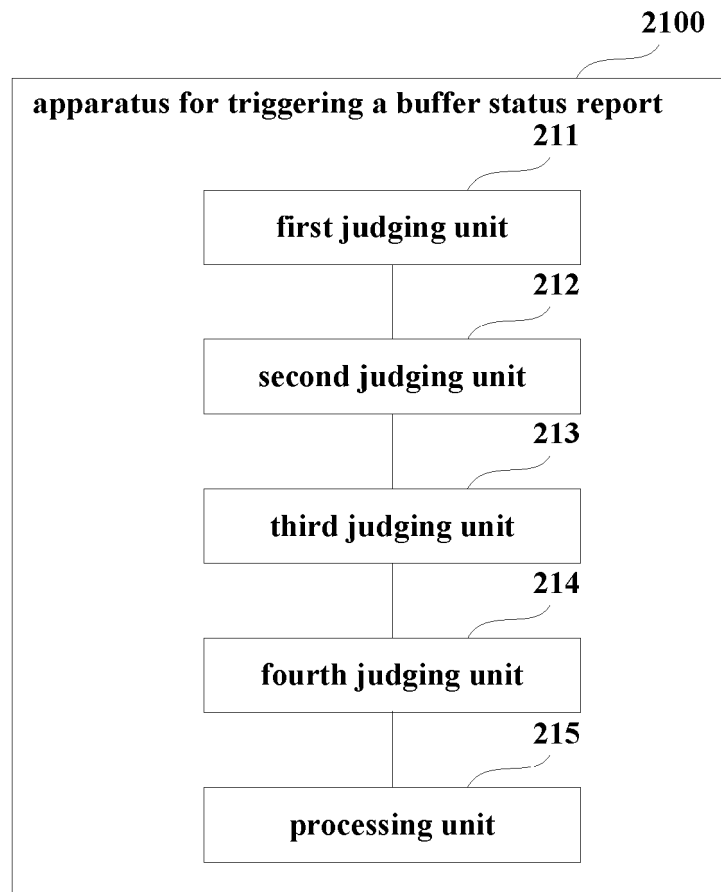 2100
apparatus for triggering a buffer status report
211
first judging unit
212
second judging unit
213
third judging unit
214
fourth judging unit
215
processing unit